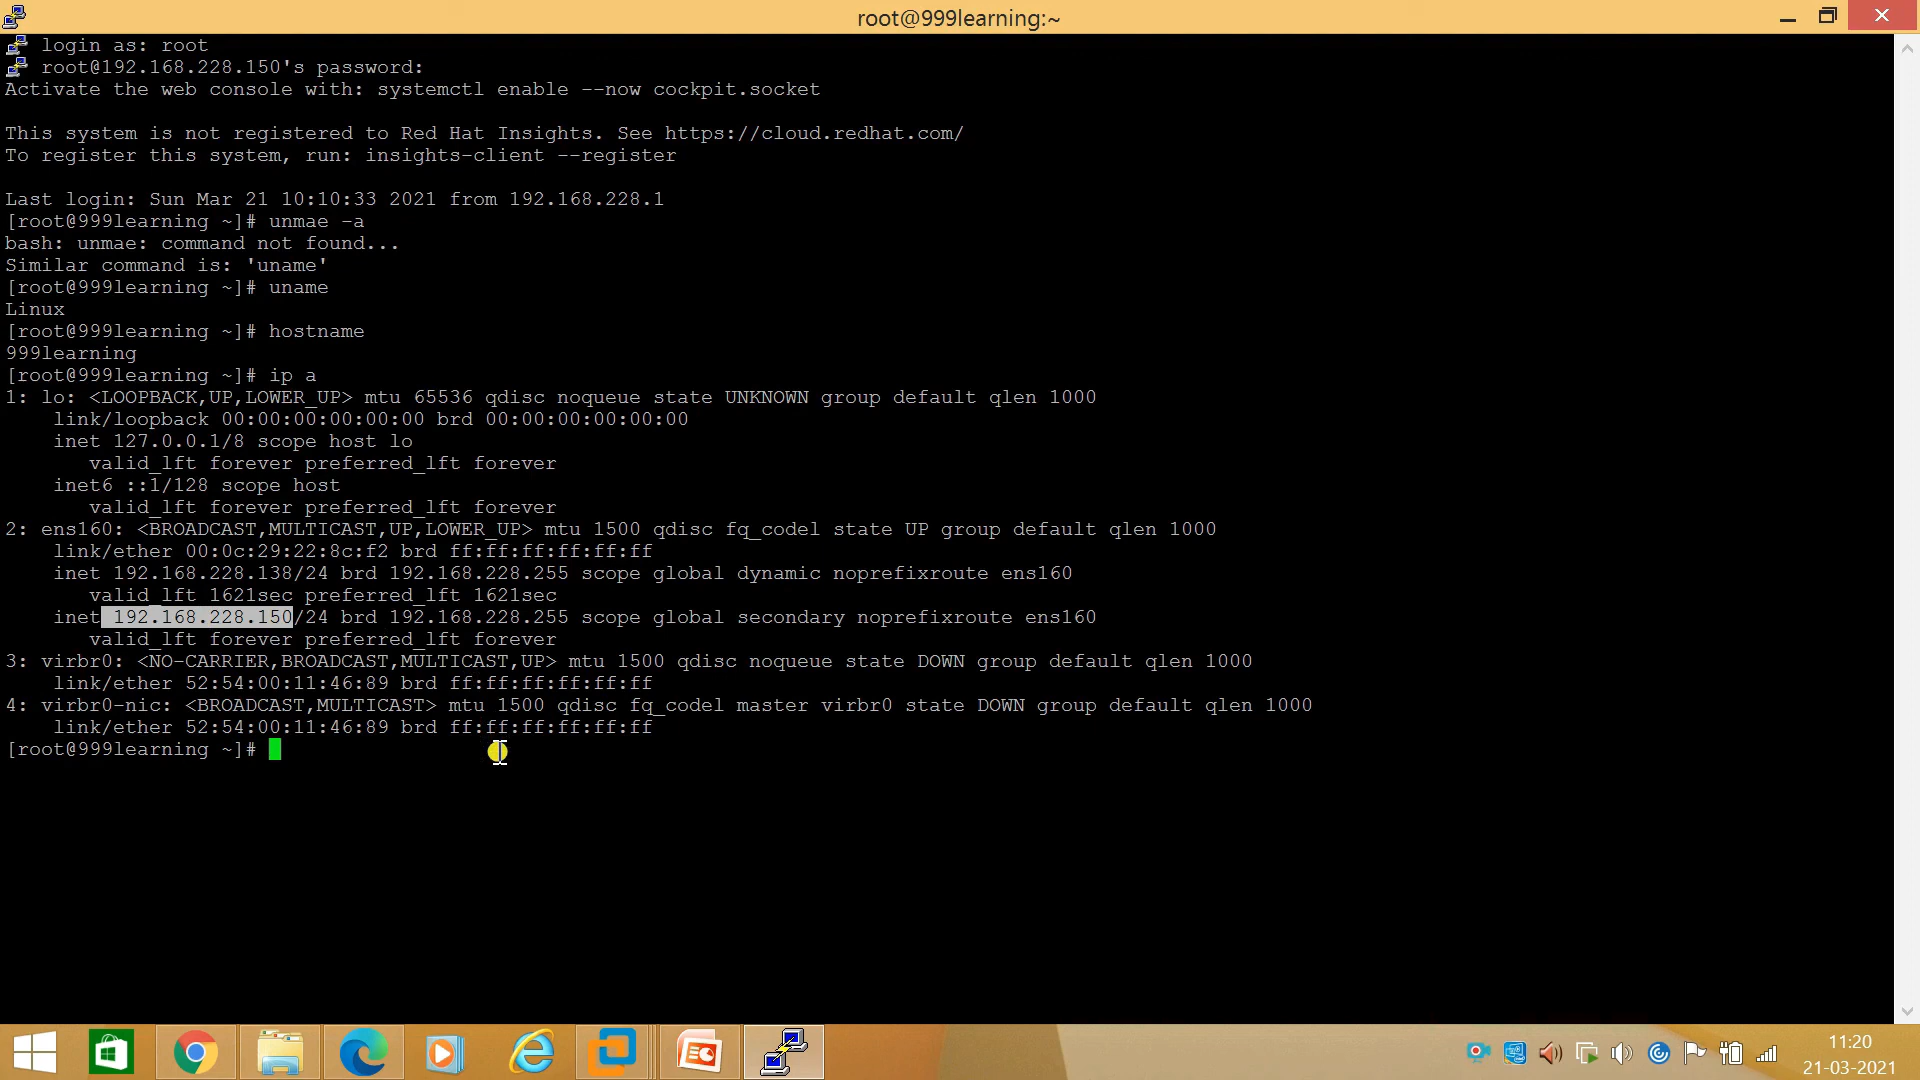 root@999learning:~
login as: root
root@192.168.228.150's password:
Activate the web console with: systemctl enable --now cockpit.socket
This system is not registered to Red Hat Insights. See https://cloud.redhat.com/
To register this system, run: insights-client --register
Last login: Sun Mar 21 10:10:33 2021 from 192.168.228.1
[root@999learning ~]# unmae -a
bash: unmae: command not found...
Similar command is: 'uname'
[root@999learning ~]# uname
Linux
[root@999learning ~]# hostname
999learning
[root@999learning ~]# ip a
1: lo: <LOOPBACK,UP,LOWER_UP> mtu 65536 qdisc noqueue state UNKNOWN group default qlen 1000
    link/loopback 00:00:00:00:00:00 brd 00:00:00:00:00:00
    inet 127.0.0.1/8 scope host lo
       valid_lft forever preferred_lft forever
    inet6 ::1/128 scope host
       valid_lft forever preferred_lft forever
2: ens160: <BROADCAST,MULTICAST,UP,LOWER_UP> mtu 1500 qdisc fq_codel state UP group default qlen 1000
    link/ether 00:0c:29:22:8c:f2 brd ff:ff:ff:ff:ff:ff
    inet 192.168.228.138/24 brd 192.168.228.255 scope global dynamic noprefixroute ens160
       valid_lft 1621sec preferred_lft 1621sec
    inet 192.168.228.150/24 brd 192.168.228.255 scope global secondary noprefixroute ens160
       valid_lft forever preferred_lft forever
3: virbr0: <NO-CARRIER,BROADCAST,MULTICAST,UP> mtu 1500 qdisc noqueue state DOWN group default qlen 1000
    link/ether 52:54:00:11:46:89 brd ff:ff:ff:ff:ff:ff
4: virbr0-nic: <BROADCAST,MULTICAST> mtu 1500 qdisc fq_codel master virbr0 state DOWN group default qlen 1000
    link/ether 52:54:00:11:46:89 brd ff:ff:ff:ff:ff:ff
[root@999learning ~]#
11:20
21-03-2021